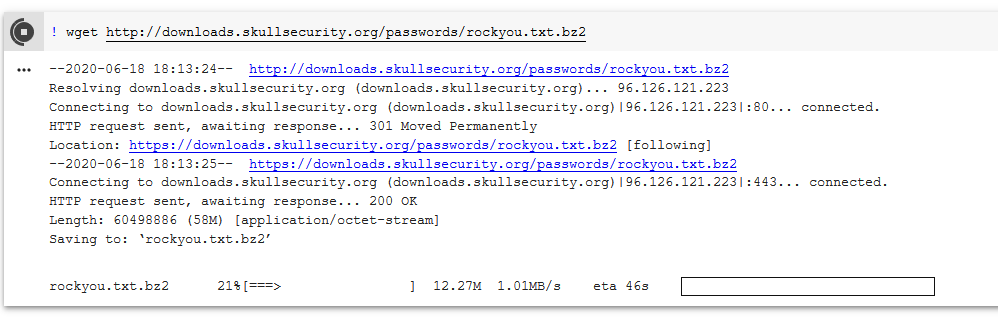 ! wget http://downloads.skullsecurity.org/passwords/rockyou.txt.bz2
--2020-06-18 18:13:24-- http://downloads.skullsecurity.org/passwords/rockyou.txt.bz2
Resolving downloads.skullsecurity.org (downloads.skullsecurity.org)... 96.126.121.223
Connecting to downloads.skullsecurity.org (downloads.skullsecurity.org)|96.126.121.223|:80... connected.
HTTP request sent, awaiting response... 301 Moved Permanently
Location: https://downloads.skullsecurity.org/passwords/rockyou.txt.bz2 [following]
--2020-06-18 18:13:25-- https://downloads.skullsecurity.org/passwords/rockyou.txt.bz2
Connecting to downloads.skullsecurity.org (downloads.skullsecurity.org)|96.126.121.223|:443... connected.
HTTP request sent, awaiting response... 200 OK
Length: 60498886 (58M) [application/octet-stream]
Saving to: ‘rockyou.txt.bz2’
rockyou.txt.bz2 21%[===> ] 12.27M 1.01MB/s eta 46s